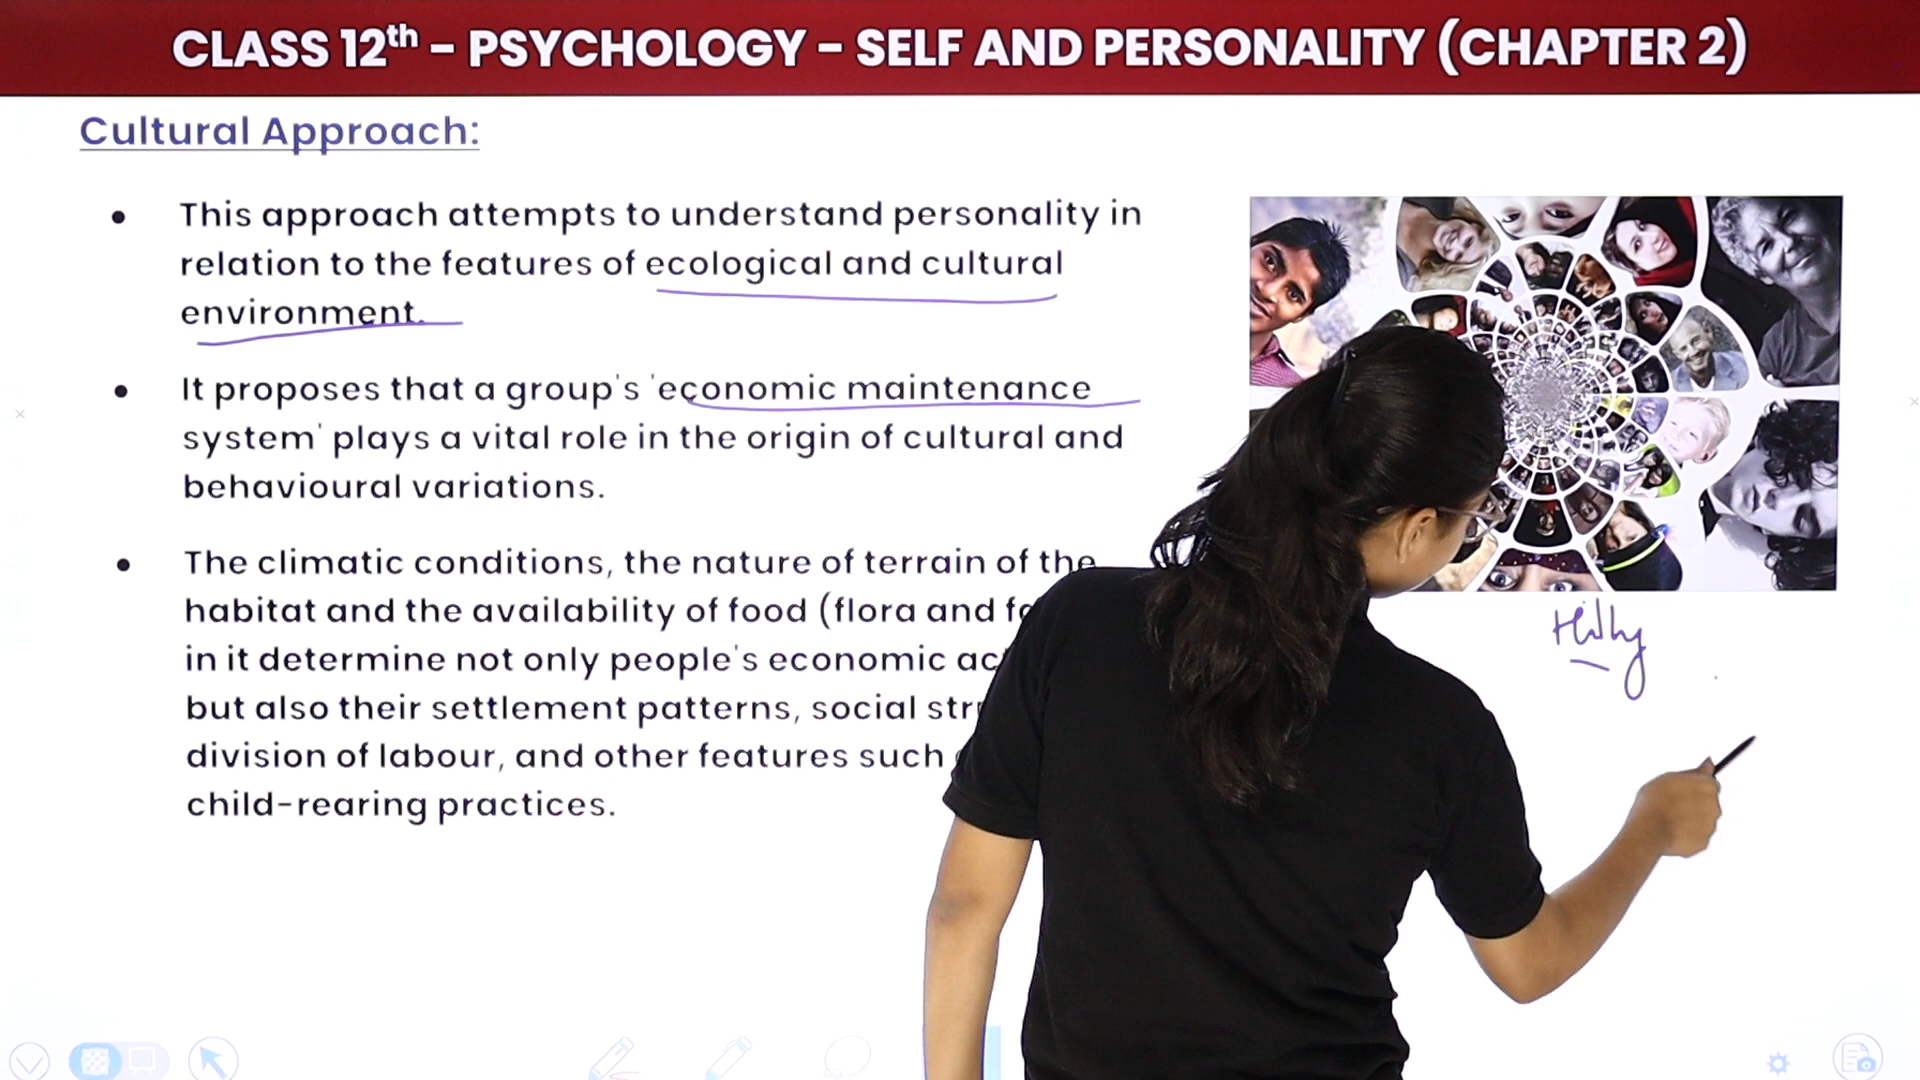 CLASS 12th – PSYCHOLOGY – SELF AND PERSONALITY (CHAPTER 2)
Cultural Approach:
• This approach attempts to understand personality in
relation to the features of ecological and cultural
environment.
• It proposes that a group's 'economic maintenance
system' plays a vital role in the origin of cultural and
behavioural variations.
• The climatic conditions, the nature of terrain of the
habitat and the availability of food (flora and
in it determine not only people's economic
but also their settlement patterns, social
division of labour, and other features such
child-rearing practices.
Hilly